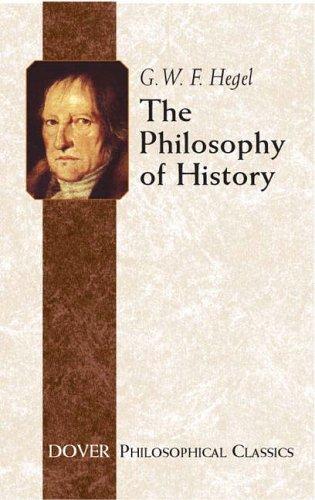 G. W. F. Hegel
The
Philosophy
of History
DOVER PHILOSOPHICAL CLASSICS